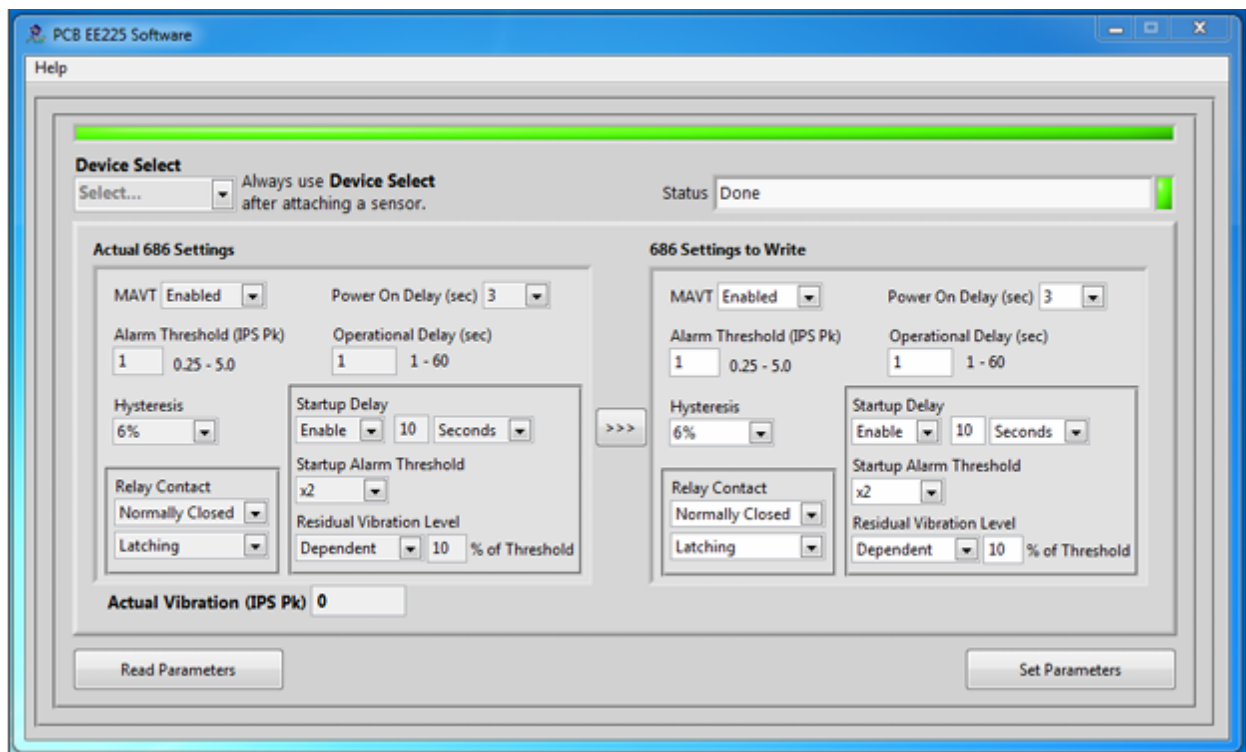 PCB EE225 Software
Help
Device Select
Select...
Always use Device Select
after attaching a sensor.
Status Done
Actual 686 Settings
MAVT Enabled
Power On Delay (sec) 3
Alarm Threshold (IPS Pk)
1 0.25 - 5.0
Operational Delay (sec)
1 1 - 60
Hysteresis
6%
Startup Delay
Enable 10 Seconds
Startup Alarm Threshold
x2
Relay Contact
Normally Closed
Latching
Residual Vibration Level
Dependent 10 % of Threshold
Actual Vibration (IPS Pk) 0
>>>
686 Settings to Write
MAVT Enabled
Power On Delay (sec) 3
Alarm Threshold (IPS Pk)
1 0.25 - 5.0
Operational Delay (sec)
1 1 - 60
Hysteresis
6%
Startup Delay
Enable 10 Seconds
Startup Alarm Threshold
x2
Relay Contact
Normally Closed
Latching
Residual Vibration Level
Dependent 10 % of Threshold
Read Parameters
Set Parameters